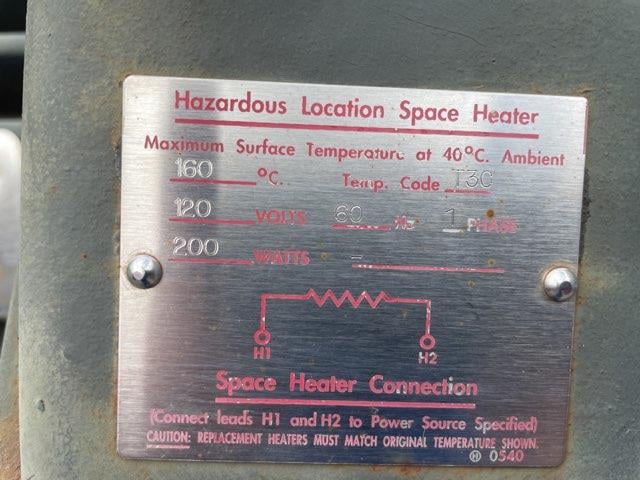 Hazardous Location Space Heater
Maximum Surface Temperature at 40°C. Ambient
160 °C. Temp. Code T3C
120 VOLTS 60 Hz 1 PHASE
200 WATTS -
H1 H2
Space Heater Connection
(Connect leads H1 and H2 to Power Source Specified)
CAUTION: REPLACEMENT HEATERS MUST MATCH ORIGINAL TEMPERATURE SHOWN.
Ⓗ 0540